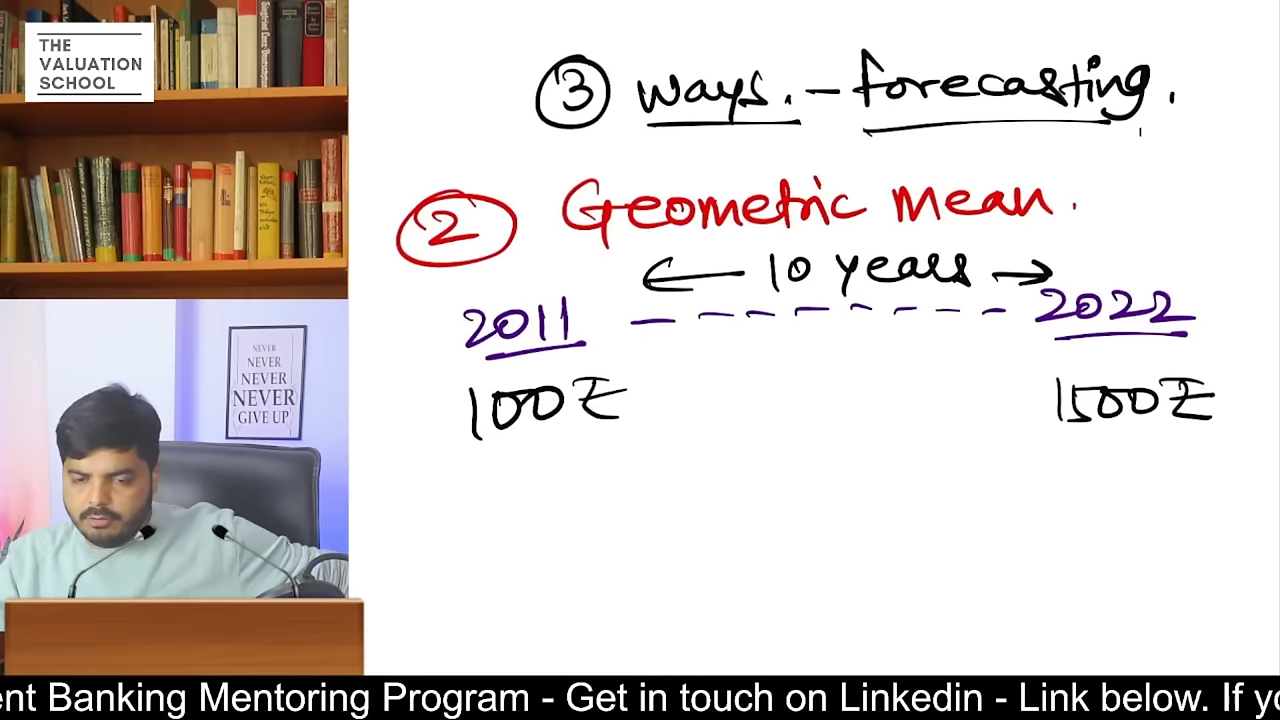 THE
VALUATION
SCHOOL
3 ways. - forecasting.
2 Geometric mean.
← 10 years →
2011 - - - - - - - - 2022
100₹ 1500₹
NEVER
NEVER
NEVER
NEVER
GIVE UP
ent Banking Mentoring Program - Get in touch on Linkedin - Link below. If yo